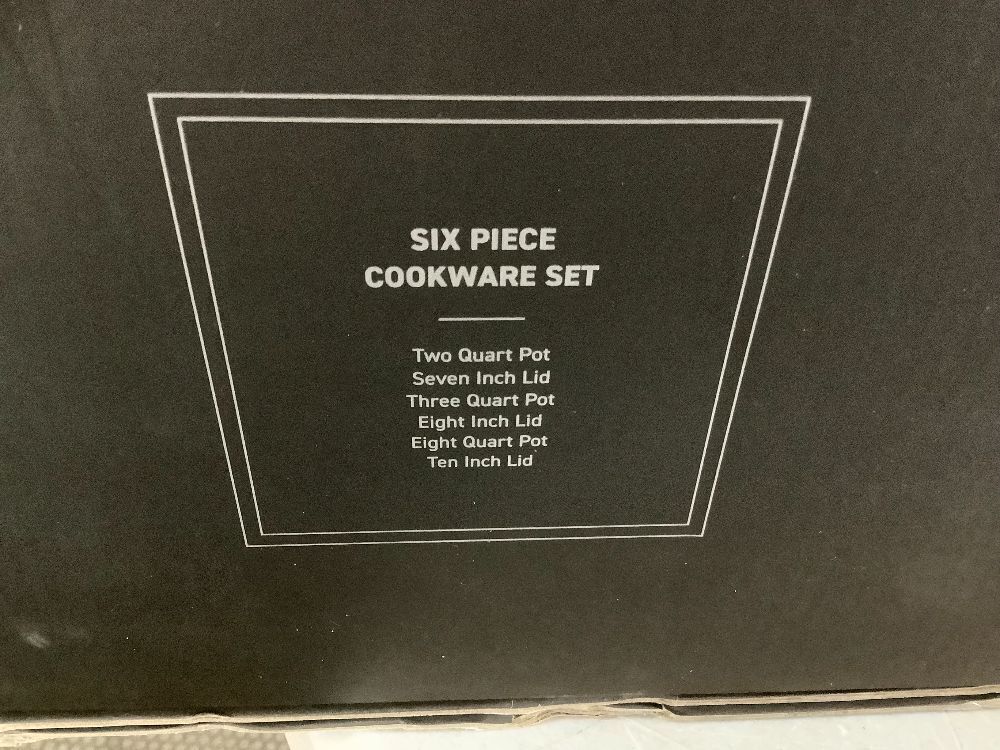 SIX PIECE
COOKWARE SET
Two Quart Pot
Seven Inch Lid
Three Quart Pot
Eight Inch Lid
Eight Quart Pot
Ten Inch Lid